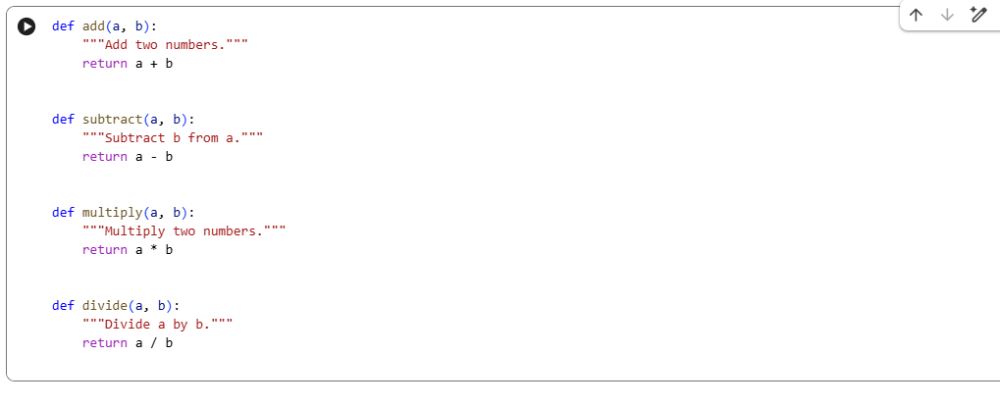 def add(a, b):
    """Add two numbers."""
    return a + b
def subtract(a, b):
    """Subtract b from a."""
    return a - b
def multiply(a, b):
    """Multiply two numbers."""
    return a * b
def divide(a, b):
    """Divide a by b."""
    return a / b